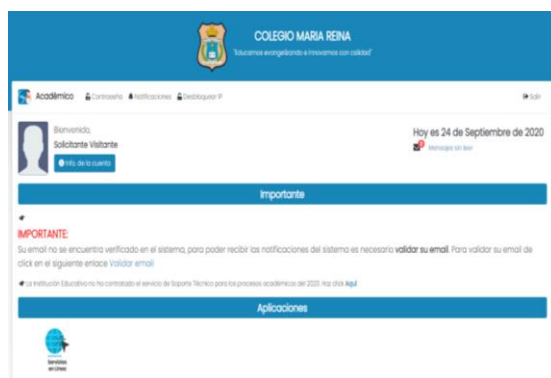 COLEGIO MARIA REINA
"Educamos evangelizando e innovamos con calidad"
Académico Contraseña Notificaciones Desbloquear IP Salir
Bienvenido,
Solicitante Visitante
Info. de la cuenta
Hoy es 24 de Septiembre de 2020
Mensajes sin leer
Importante
IMPORTANTE:
Su email no se encuentra verificado en el sistema, para poder recibir las notificaciones del sistema es necesario validar su email. Para validar su email de
click en el siguiente enlace Validar email
La Institución Educativa no ha contratado el servicio de Soporte Técnico para los procesos académicos del 2020. Haz click Aquí
Aplicaciones
Servicios
en Línea